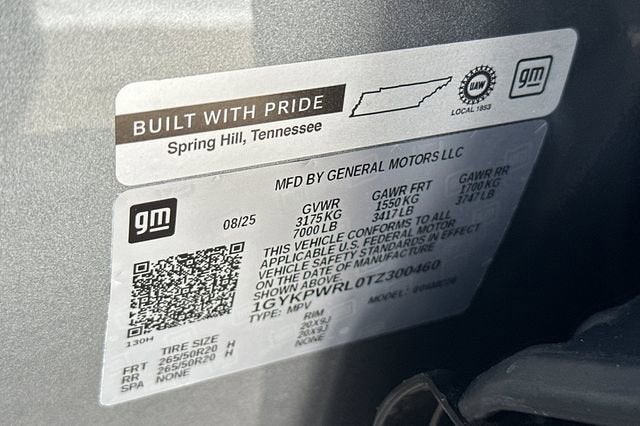 BUILT WITH PRIDE
Spring Hill, Tennessee
UAW
LOCAL 1853
gm
MFD BY GENERAL MOTORS LLC
gm
08/25
GVWR
3175 KG
7000 LB
GAWR FRT
1550 KG
3417 LB
GAWR RR
1700 KG
3747 LB
THIS VEHICLE CONFORMS TO ALL
APPLICABLE U.S. FEDERAL MOTOR
VEHICLE SAFETY STANDARDS IN EFFECT
ON THE DATE OF MANUFACTURE
SHOWN ABOVE.
1GYKPWRL0TZ300460
TYPE: MPV
MODEL:
130H
TIRE SIZE
RIM
FRT 265/50R20 H 20X9J
RR 265/50R20 H 20X9J
SPA NONE NONE